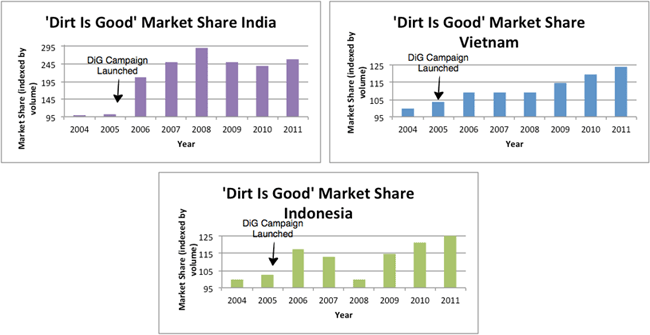 'Dirt Is Good' Market Share India
Market Share (indexed by
volume)
295
245
195
145
95
DiG Campaign
Launched
2004 2005 2006 2007 2008 2009 2010 2011
Year
'Dirt Is Good' Market Share
Vietnam
Market Share (indexed by
volume)
125
115
105
95
DiG Campaign
Launched
2004 2005 2006 2007 2008 2009 2010 2011
Year
'Dirt Is Good' Market Share
Indonesia
Market Share (indexed by
volume)
125
115
105
95
DiG Campaign
Launched
2004 2005 2006 2007 2008 2009 2010 2011
Year